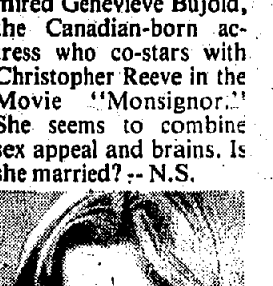 mired Genevieve Bujold,
the Canadian-born ac-
tress who co-stars with
Christopher Reeve in the
Movie "Monsignor."
She seems to combine
sex appeal and brains. Is
she married? -- N.S.